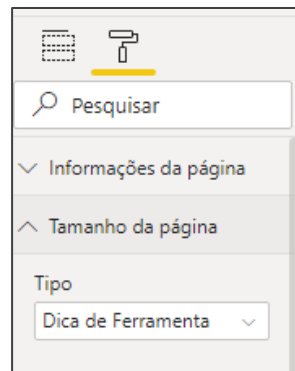 Pesquisar
Informações da página
Tamanho da página
Tipo
Dica de Ferramenta